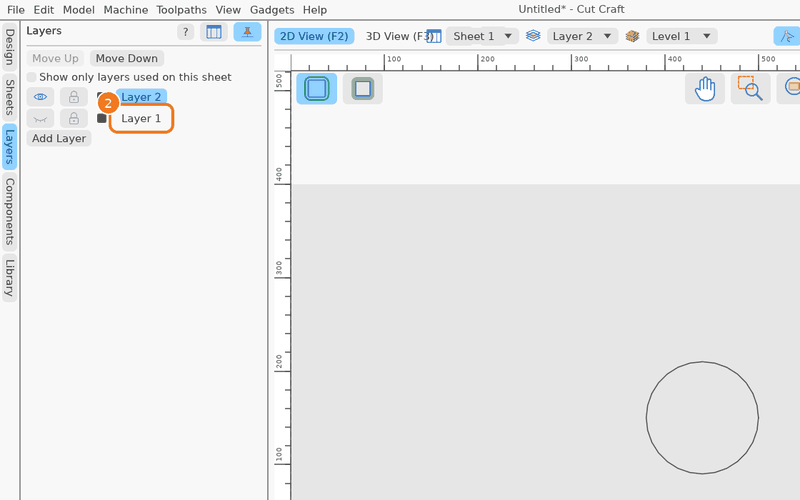 File Edit Model Machine Toolpaths View Gadgets Help
Untitled* - Cut Craft
Design
Sheets
Layers
Components
Library
Layers
?
Move Up Move Down
Show only layers used on this sheet
Layer 2
2
Layer 1
Add Layer
2D View (F2) 3D View (F3) Sheet 1 Layer 2 Level 1
100 200 300 400 500
500
400
300
200
100